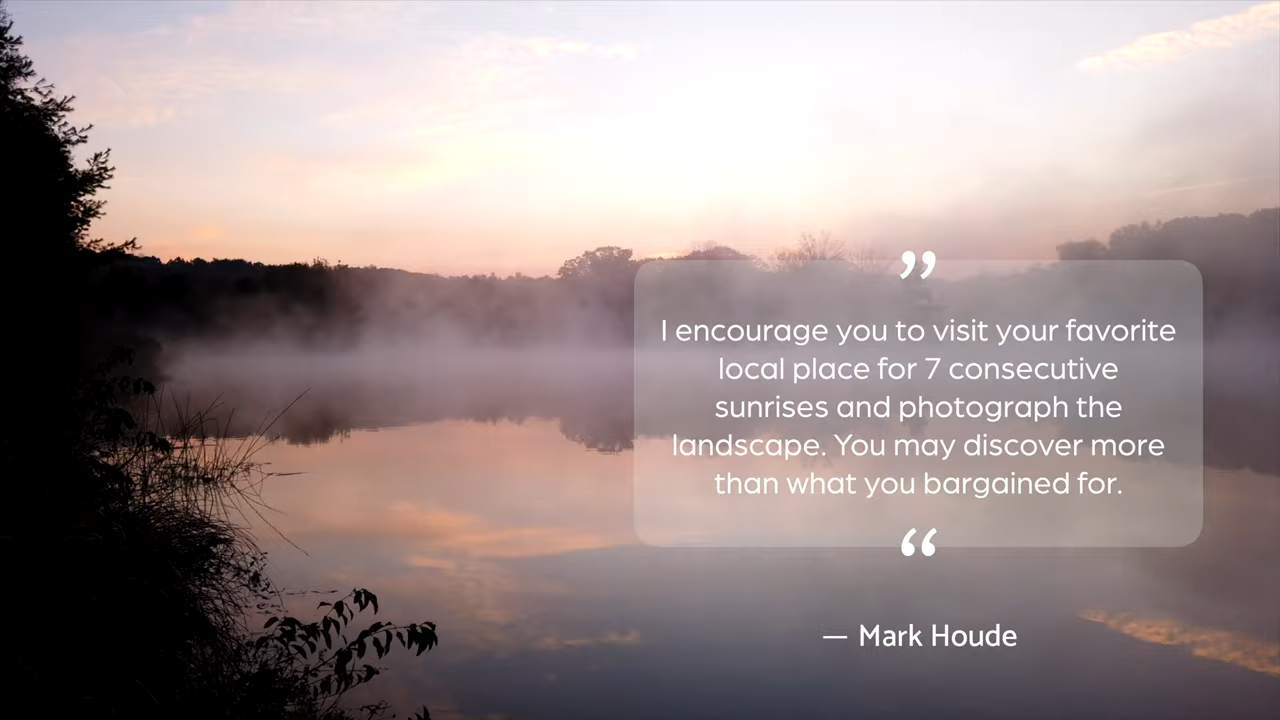 ”
I encourage you to visit your favorite
local place for 7 consecutive
sunrises and photograph the
landscape. You may discover more
than what you bargained for.
“
— Mark Houde